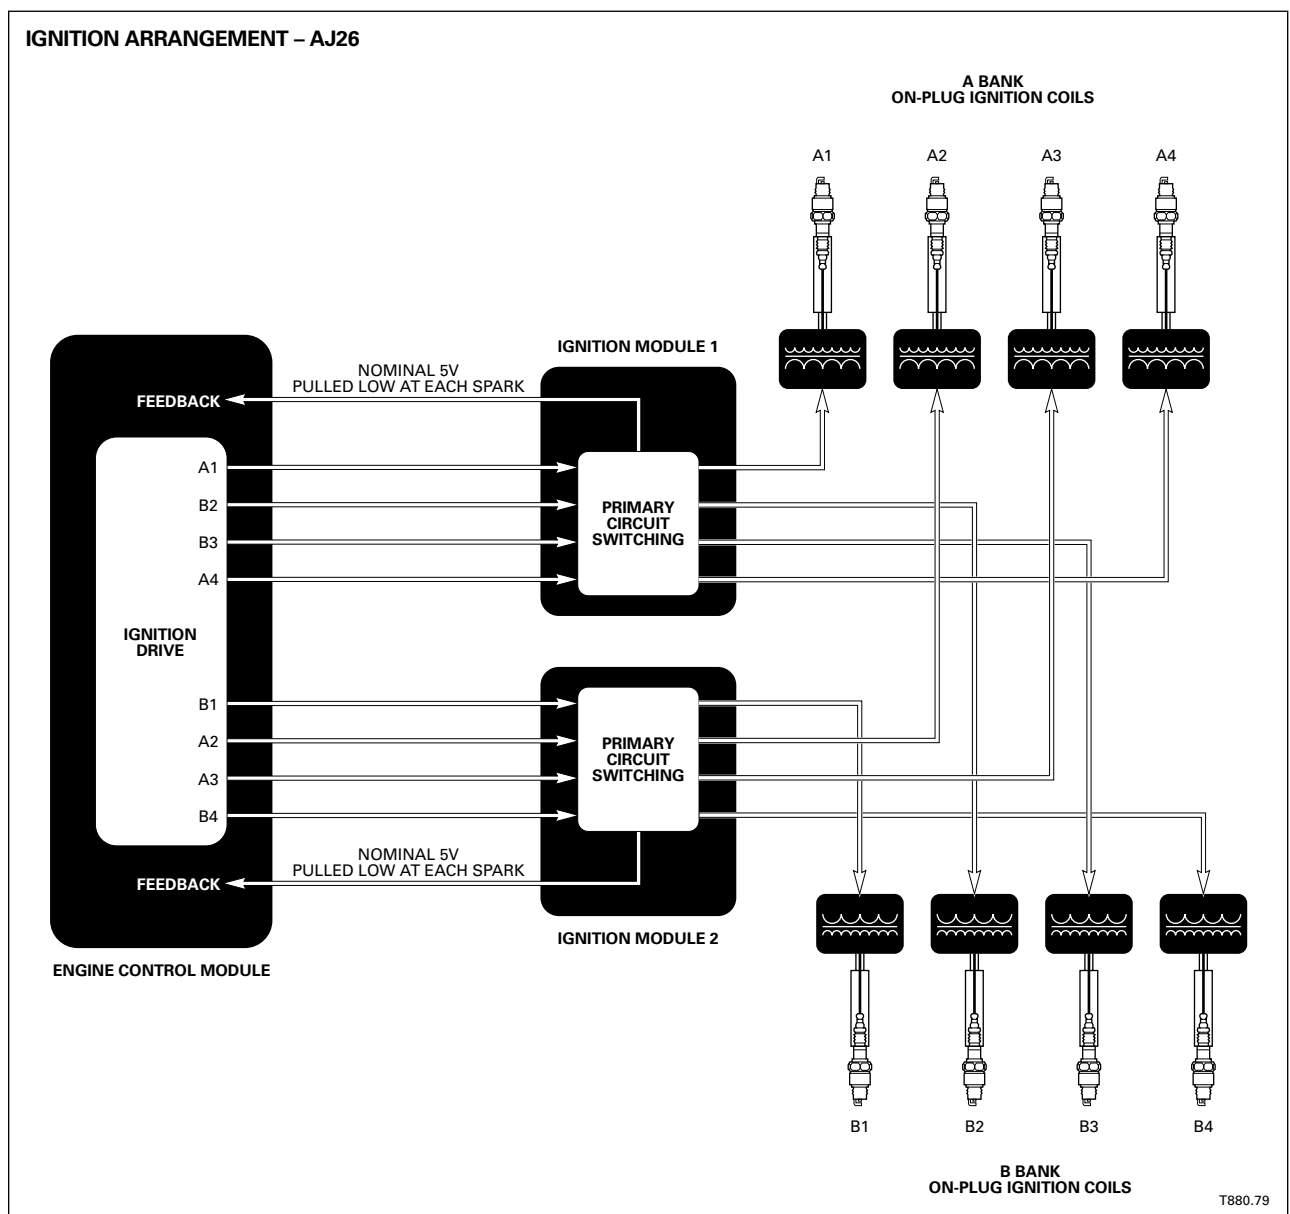 IGNITION ARRANGEMENT – AJ26
A BANK
ON-PLUG IGNITION COILS
A1
A2
A3
A4
IGNITION MODULE 1
NOMINAL 5V
PULLED LOW AT EACH SPARK
FEEDBACK
A1
B2
B3
A4
PRIMARY
CIRCUIT
SWITCHING
IGNITION
DRIVE
B1
A2
A3
B4
PRIMARY
CIRCUIT
SWITCHING
NOMINAL 5V
PULLED LOW AT EACH SPARK
FEEDBACK
IGNITION MODULE 2
ENGINE CONTROL MODULE
B1
B2
B3
B4
B BANK
ON-PLUG IGNITION COILS
T880.79